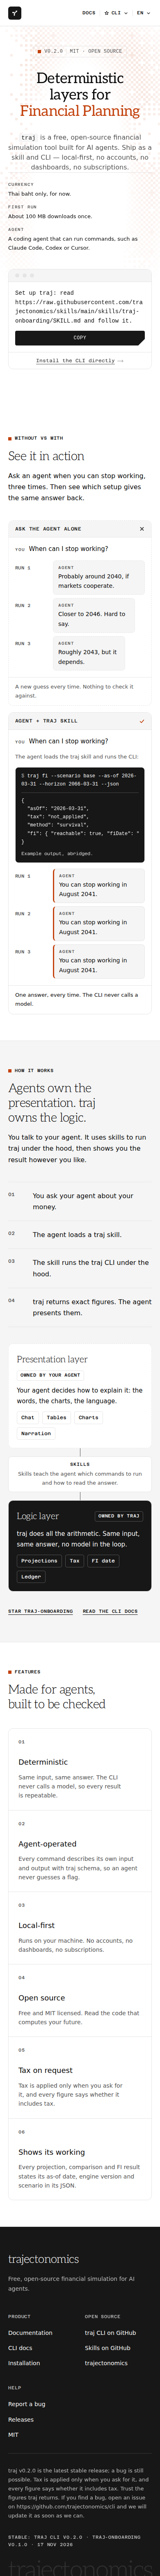 DOCS
CLI
EN
V0.2.0 · MIT · OPEN SOURCE
Deterministic
layers for
Financial Planning
traj is a free, open-source financial
simulation tool built for AI agents. Ship as a
skill and CLI — local-first, no accounts, no
dashboards, no subscriptions.
CURRENCY
Thai baht only, for now.
FIRST RUN
About 100 MB downloads once.
AGENT
A coding agent that can run commands, such as
Claude Code, Codex or Cursor.
Set up traj: read
https://raw.githubusercontent.com/tra
jectonomics/skills/main/skills/traj-
onboarding/SKILL.md and follow it.
COPY
Install the CLI directly →
WITHOUT VS WITH
See it in action
Ask an agent when you can stop working,
three times. Then see which setup gives
the same answer back.
ASK THE AGENT ALONE
YOU When can I stop working?
RUN 1
AGENT
Probably around 2040, if
markets cooperate.
RUN 2
AGENT
Closer to 2046. Hard to
say.
RUN 3
AGENT
Roughly 2043, but it
depends.
A new guess every time. Nothing to check it
against.
AGENT + TRAJ SKILL
YOU When can I stop working?
The agent loads the traj skill and runs the CLI:
$ traj fi --scenario base --as-of 2026-
03-31 --horizon 2066-03-31 --json
{
"asOf": "2026-03-31",
"tax": "not_applied",
"method": "survival",
"fi": { "reachable": true, "fiDate": "
}
Example output, abridged.
RUN 1
AGENT
You can stop working in
August 2041.
RUN 2
AGENT
You can stop working in
August 2041.
RUN 3
AGENT
You can stop working in
August 2041.
One answer, every time. The CLI never calls a
model.
HOW IT WORKS
Agents own the
presentation. traj
owns the logic.
You talk to your agent. It uses skills to run
traj under the hood, then shows you the
result however you like.
01
You ask your agent about your
money.
02
The agent loads a traj skill.
03
The skill runs the traj CLI under the
hood.
04
traj returns exact figures. The agent
presents them.
Presentation layer
OWNED BY YOUR AGENT
Your agent decides how to explain it: the
words, the charts, the language.
Chat
Tables
Charts
Narration
SKILLS
Skills teach the agent which commands to run
and how to read the answer.
Logic layer
OWNED BY TRAJ
traj does all the arithmetic. Same input,
same answer, no model in the loop.
Projections
Tax
FI date
Ledger
STAR TRAJ-ONBOARDING
READ THE CLI DOCS
FEATURES
Made for agents,
built to be checked
01
Deterministic
Same input, same answer. The CLI
never calls a model, so every result
is repeatable.
02
Agent-operated
Every command describes its own input
and output with traj schema, so an agent
never guesses a flag.
03
Local-first
Runs on your machine. No accounts, no
dashboards, no subscriptions.
04
Open source
Free and MIT licensed. Read the code that
computes your future.
05
Tax on request
Tax is applied only when you ask for
it, and every figure says whether it
includes tax.
06
Shows its working
Every projection, comparison and FI result
states its as-of date, engine version and
scenario in its JSON.
trajectonomics
Free, open-source financial simulation for AI
agents.
PRODUCT
Documentation
CLI docs
Installation
OPEN SOURCE
traj CLI on GitHub
Skills on GitHub
trajectonomics
HELP
Report a bug
Releases
MIT
traj v0.2.0 is the latest stable release; a bug is still
possible. Tax is applied only when you ask for it, and
every figure says whether it includes tax. Trust the
figures traj returns. If you find a bug, open an issue
on https://github.com/trajectonomics/cli and we will
update it as soon as we can.
STABLE: TRAJ CLI V0.2.0 · TRAJ-ONBOARDING
V0.1.0 · 17 NOV 2026
trajectonomics